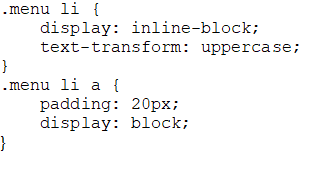 .menu li {
    display: inline-block;
    text-transform: uppercase;
}
.menu li a {
    padding: 20px;
    display: block;
}